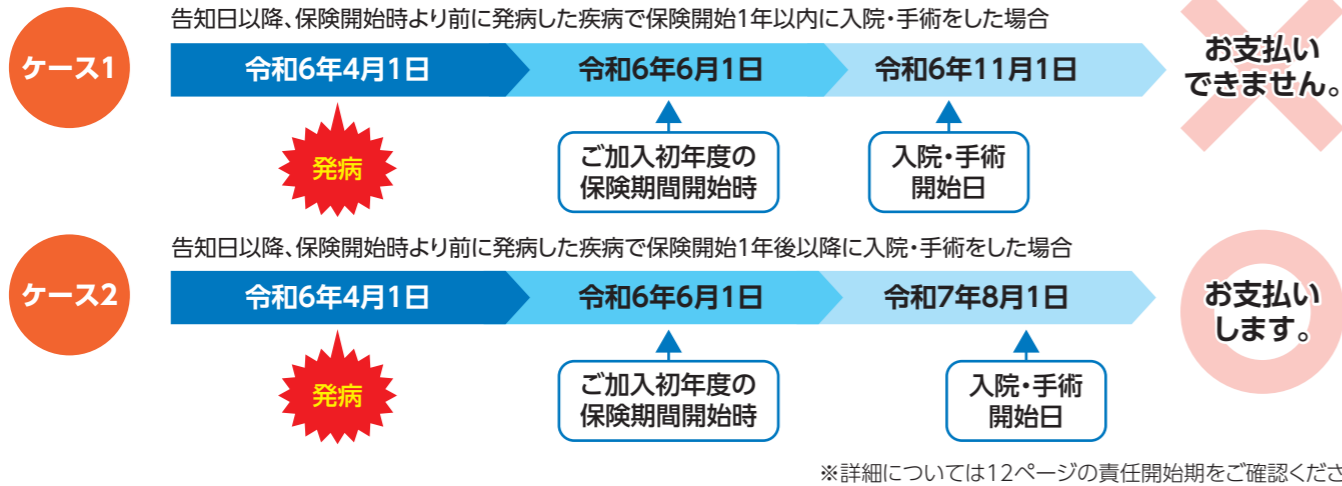 告知日以降、保険開始時より前に発病した疾病で保険開始1年以内に入院・手術をした場合
ケース1
令和6年4月1日
令和6年6月1日
令和6年11月1日
お支払い
できません。
発病
ご加入初年度の
保険期間開始時
入院・手術
開始日
告知日以降、保険開始時より前に発病した疾病で保険開始1年後以降に入院・手術をした場合
ケース2
令和6年4月1日
令和6年6月1日
令和7年8月1日
お支払い
します。
発病
ご加入初年度の
保険期間開始時
入院・手術
開始日
※詳細については12ページの責任開始期をご確認くださ